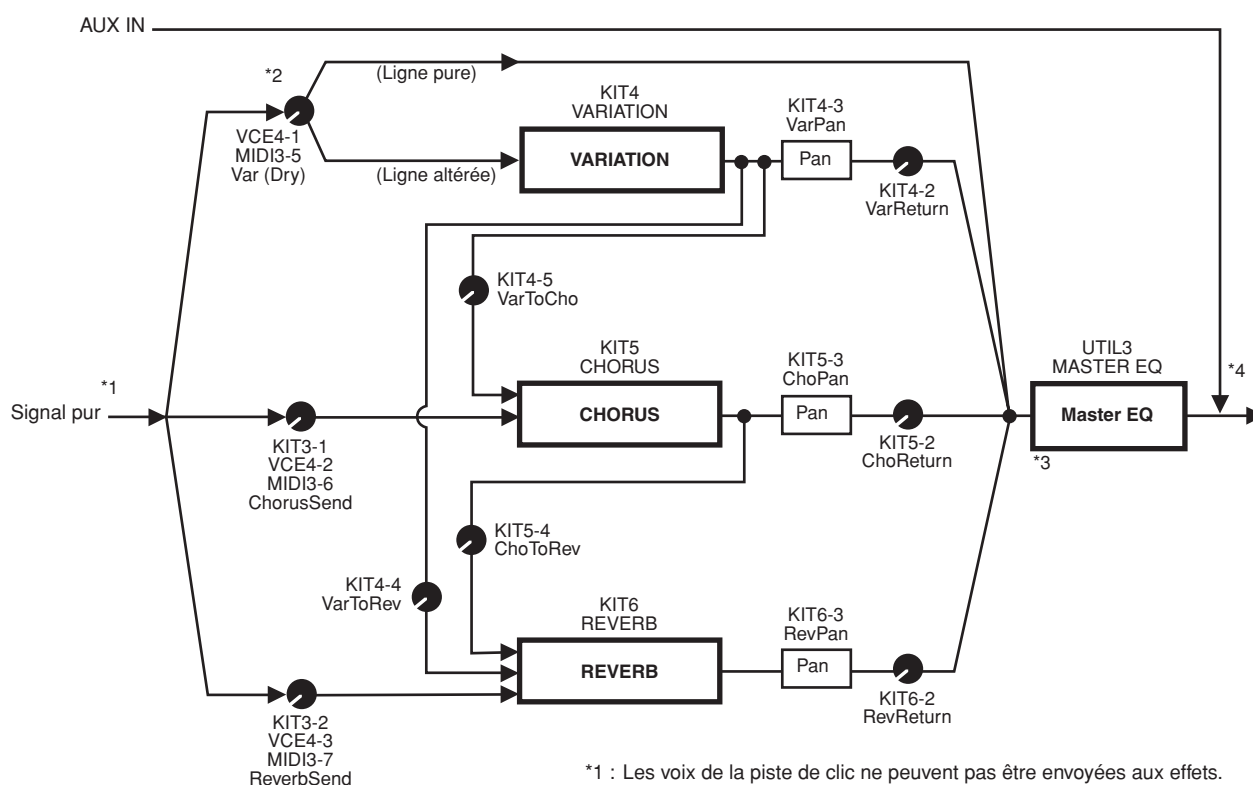 AUX IN
*2
(Ligne pure)
VCE4-1
MIDI3-5
Var (Dry)
(Ligne altérée)
KIT4
VARIATION
VARIATION
KIT4-3
VarPan
Pan
KIT4-2
VarReturn
KIT4-5
VarToCho
*1
Signal pur
KIT3-1
VCE4-2
MIDI3-6
ChorusSend
KIT5
CHORUS
CHORUS
KIT5-3
ChoPan
Pan
KIT5-2
ChoReturn
UTIL3
MASTER EQ
Master EQ
*3
*4
KIT5-4
ChoToRev
KIT4-4
VarToRev
KIT6
REVERB
REVERB
KIT6-3
RevPan
Pan
KIT6-2
RevReturn
KIT3-2
VCE4-3
MIDI3-7
ReverbSend
*1 : Les voix de la piste de clic ne peuvent pas être envoyées aux effets.